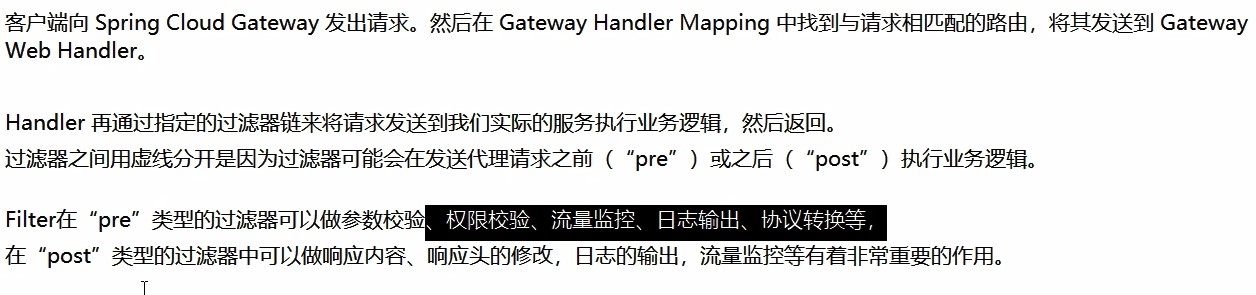 客户端向 Spring Cloud Gateway 发出请求。然后在 Gateway Handler Mapping 中找到与请求相匹配的路由，将其发送到 Gateway
Web Handler。
Handler 再通过指定的过滤器链来将请求发送到我们实际的服务执行业务逻辑，然后返回。
过滤器之间用虚线分开是因为过滤器可能会在发送代理请求之前（“pre”）或之后（“post”）执行业务逻辑。
Filter在“pre”类型的过滤器可以做参数校验、权限校验、流量监控、日志输出、协议转换等，
在“post”类型的过滤器中可以做响应内容、响应头的修改，日志的输出，流量监控等有着非常重要的作用。